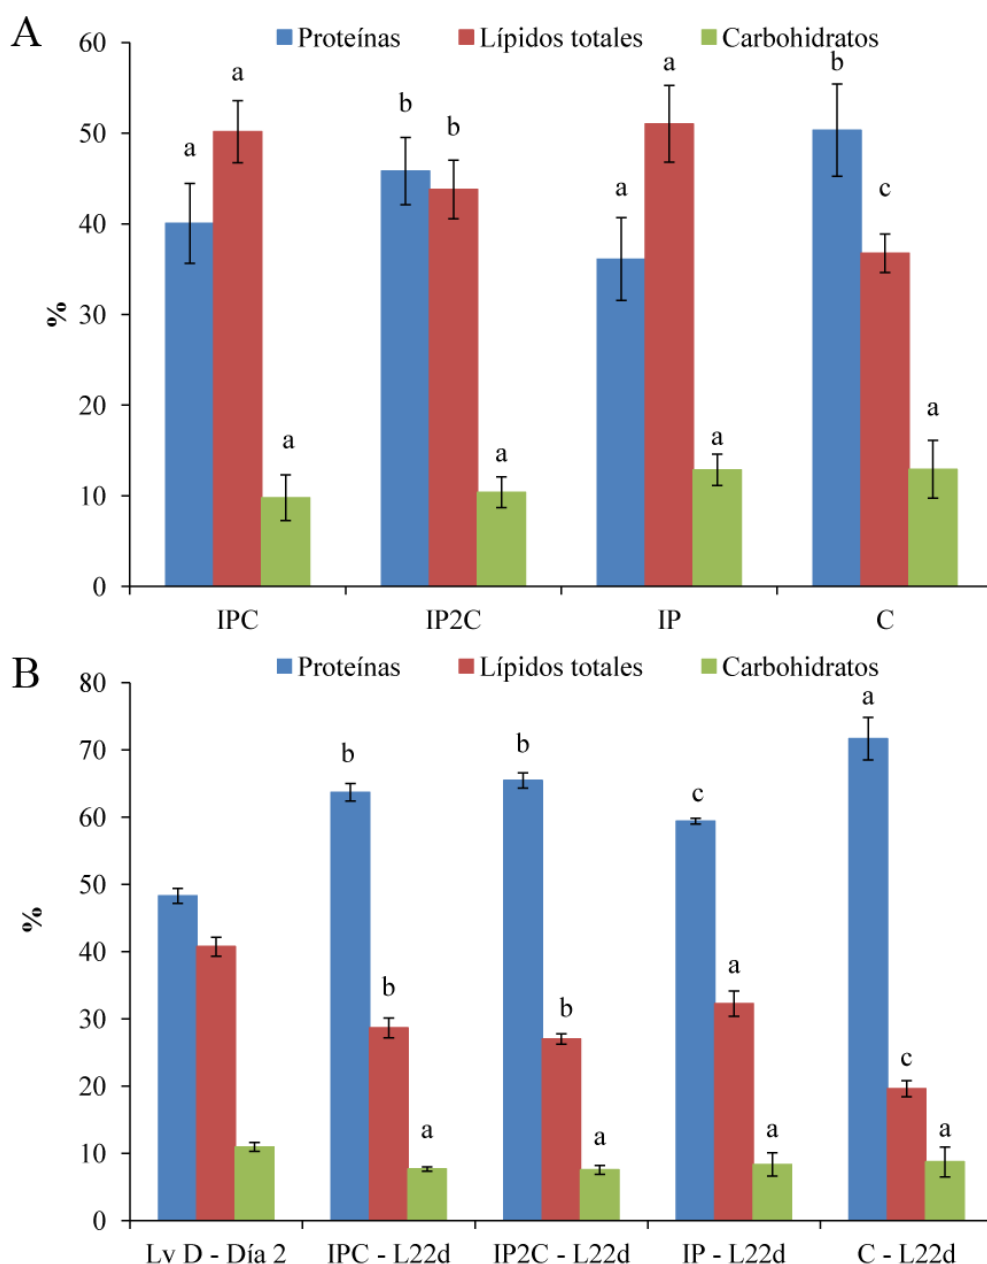 A
Proteínas Lípidos totales Carbohidratos
60
50
40
30
20
10
0
%
a a a
b b a
a a a
b c a
IPC IP2C IP C
B
Proteínas Lípidos totales Carbohidratos
80
70
60
50
40
30
20
10
0
%
b b a
b b a
c a a
a c a
Lv D - Día 2 IPC - L22d IP2C - L22d IP - L22d C - L22d